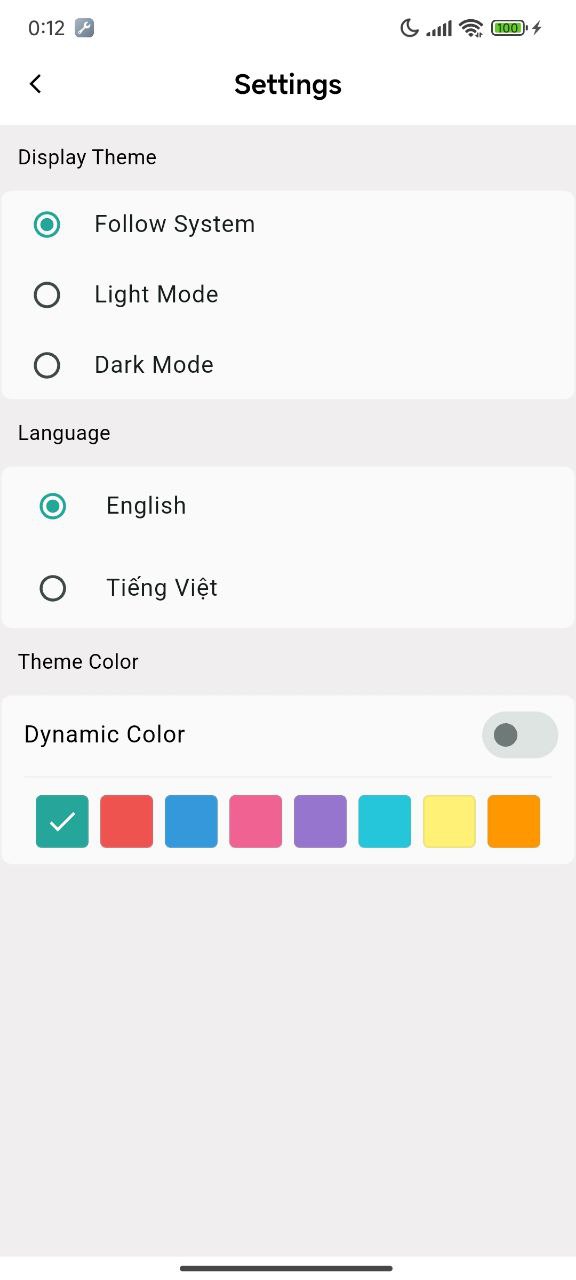 0:12
100
Settings
Display Theme
Follow System
Light Mode
Dark Mode
Language
English
Tiếng Việt
Theme Color
Dynamic Color